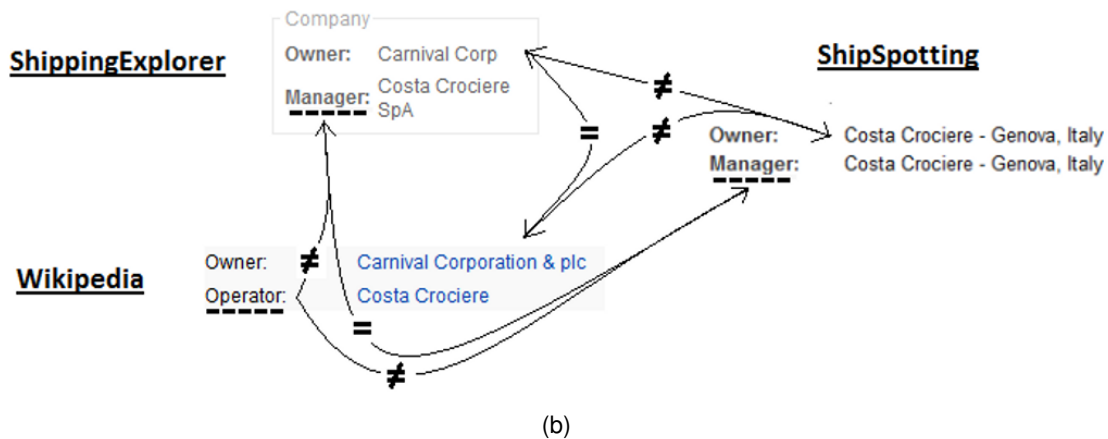 Company
ShippingExplorer
Owner: Carnival Corp
Manager: Costa Crociere
SpA
ShipSpotting
≠
=
≠
Owner: Costa Crociere - Genova, Italy
Manager: Costa Crociere - Genova, Italy
Wikipedia
Owner: ≠ Carnival Corporation & plc
Operator: Costa Crociere
=
≠
(b)